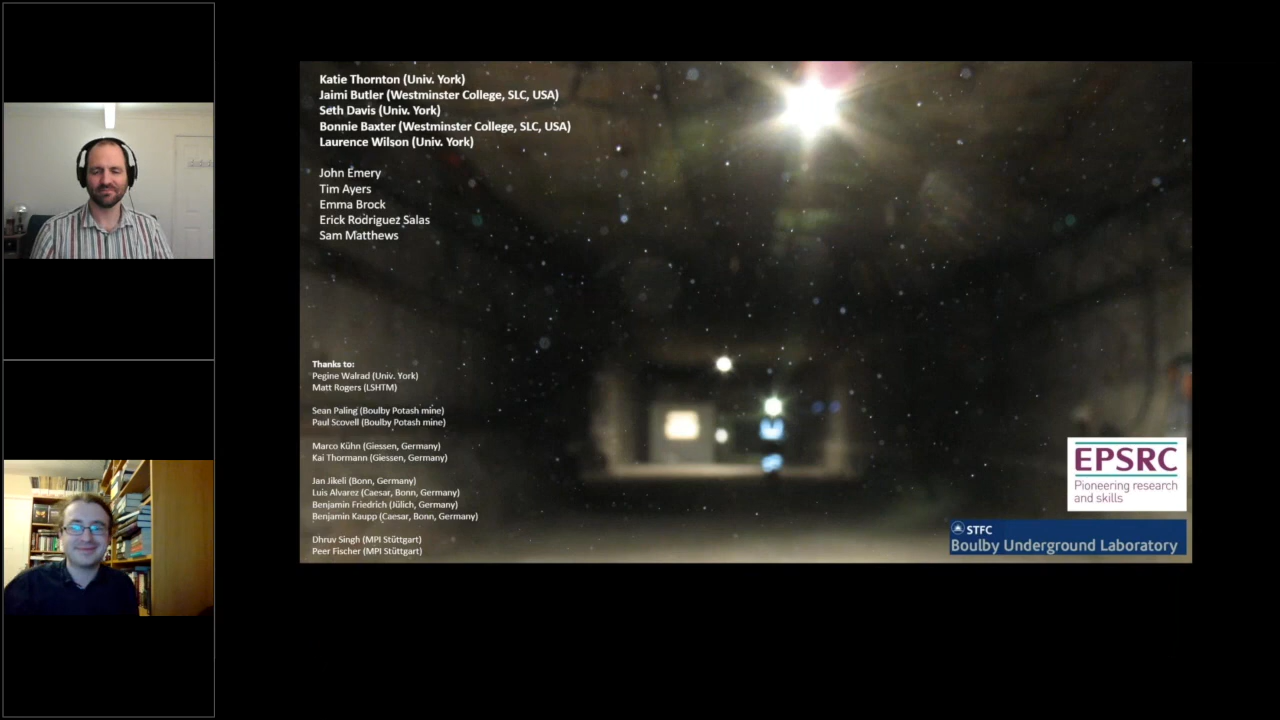 Katie Thornton (Univ. York)
Jaimi Butler (Westminster College, SLC, USA)
Seth Davis (Univ. York)
Bonnie Baxter (Westminster College, SLC, USA)
Laurence Wilson (Univ. York)
John Emery
Tim Ayers
Emma Brock
Erick Rodriguez Salas
Sam Matthews
Thanks to:
Pegine Walrad (Univ. York)
Matt Rogers (LSHTM)
Sean Paling (Boulby Potash mine)
Paul Scovell (Boulby Potash mine)
Marco Kühn (Giessen, Germany)
Kai Thormann (Giessen, Germany)
Jan Jikeli (Bonn, Germany)
Luis Alvarez (Caesar, Bonn, Germany)
Benjamin Friedrich (Jülich, Germany)
Benjamin Kaupp (Caesar, Bonn, Germany)
Dhruv Singh (MPI Stüttgart)
Peer Fischer (MPI Stüttgart)
EPSRC
Pioneering research
and skills
STFC
Boulby Underground Laboratory